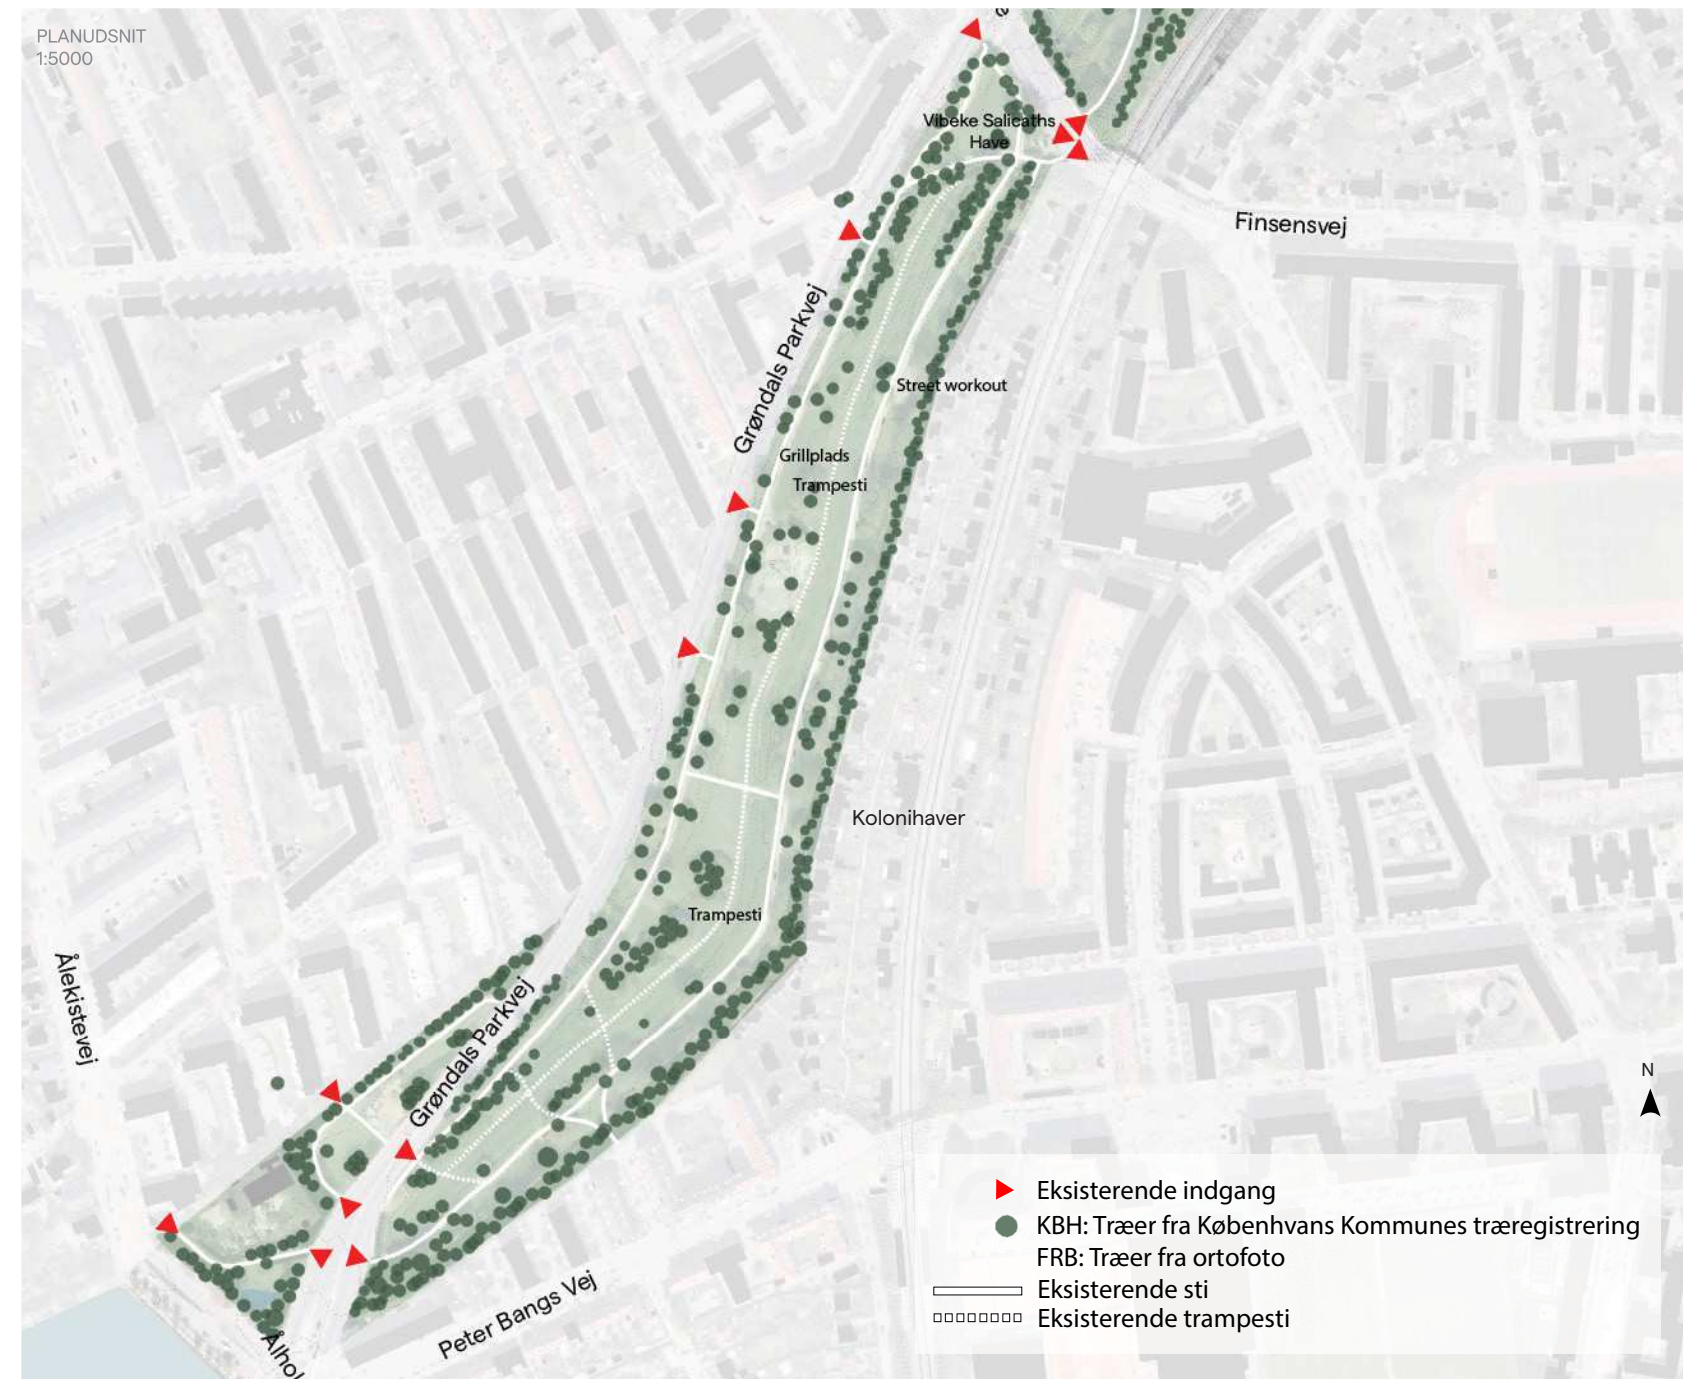 PLANUDSNIT
1:5000
Vibeke Salicaths
Have
Finsensvej
Grøndals Parkvej
Street workout
Grillplads
Trampesti
Kolonihaver
Trampesti
Ålekistevej
Grøndals Parkvej
N
Peter Bangs Vej
Ålhol
Eksisterende indgang
KBH: Træer fra Københvans Kommunes træregistrering
FRB: Træer fra ortofoto
Eksisterende sti
Eksisterende trampesti